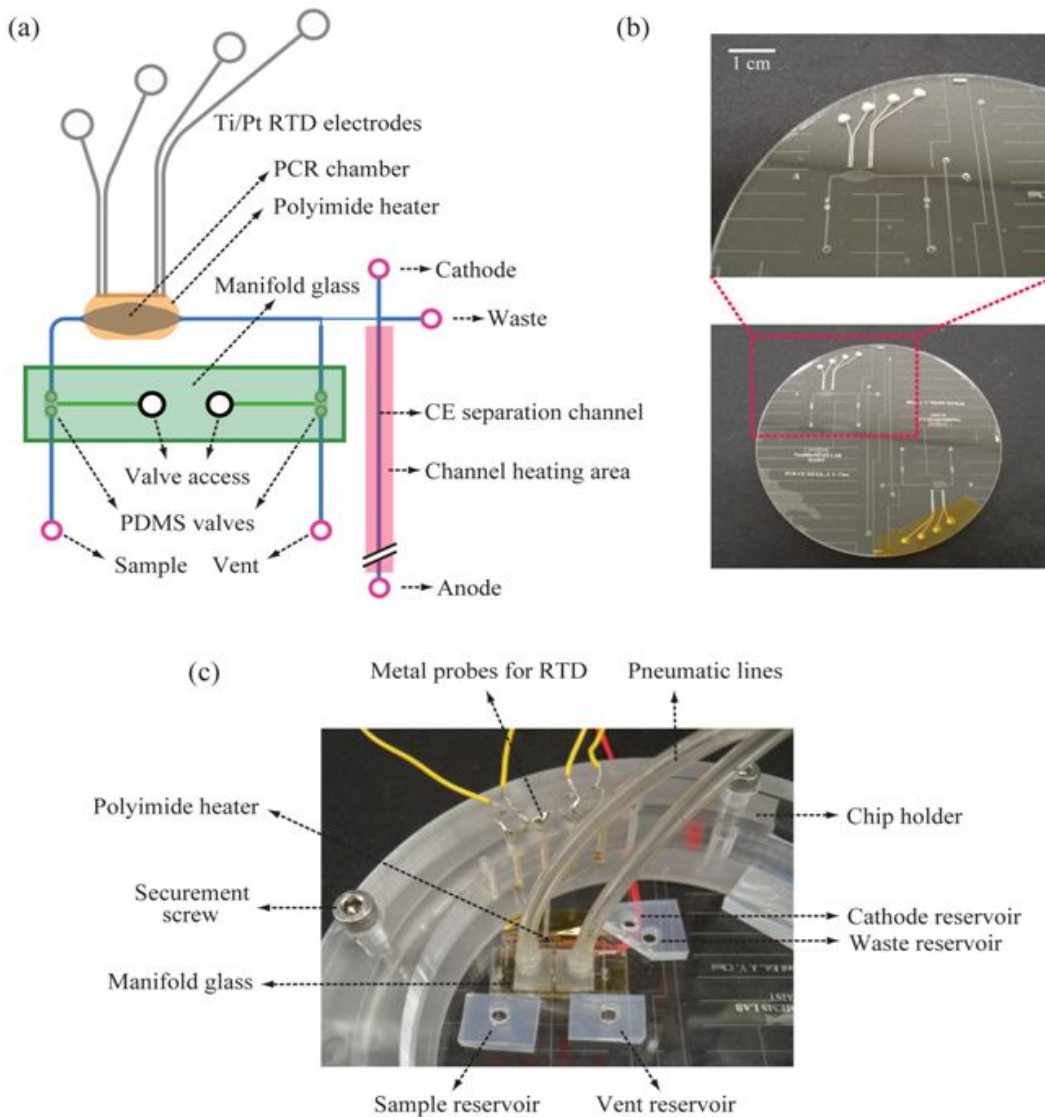 (a)
Ti/Pt RTD electrodes
PCR chamber
Polyimide heater
Cathode
Manifold glass
Waste
CE separation channel
Channel heating area
Valve access
PDMS valves
Sample
Vent
Anode
(b)
1 cm
A
(c)
Metal probes for RTD
Pneumatic lines
Polyimide heater
Chip holder
Securement
screw
Cathode reservoir
Waste reservoir
Manifold glass
Sample reservoir
Vent reservoir